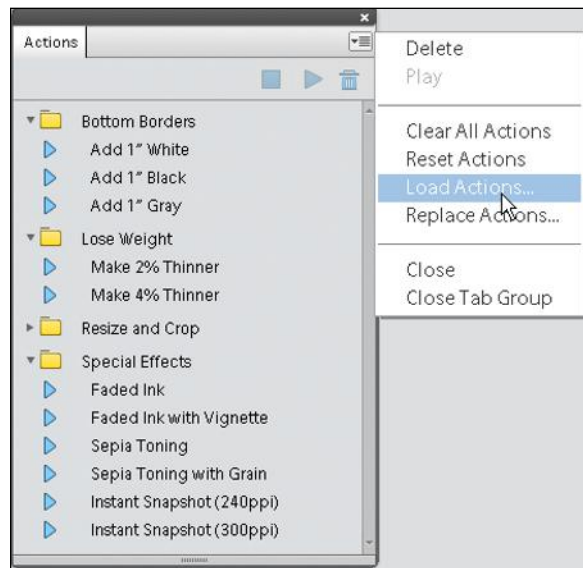 Actions
Bottom Borders
Add 1" White
Add 1" Black
Add 1" Gray
Lose Weight
Make 2% Thinner
Make 4% Thinner
Resize and Crop
Special Effects
Faded Ink
Faded Ink with Vignette
Sepia Toning
Sepia Toning with Grain
Instant Snapshot (240ppi)
Instant Snapshot (300ppi)
Delete
Play
Clear All Actions
Reset Actions
Load Actions...
Replace Actions...
Close
Close Tab Group